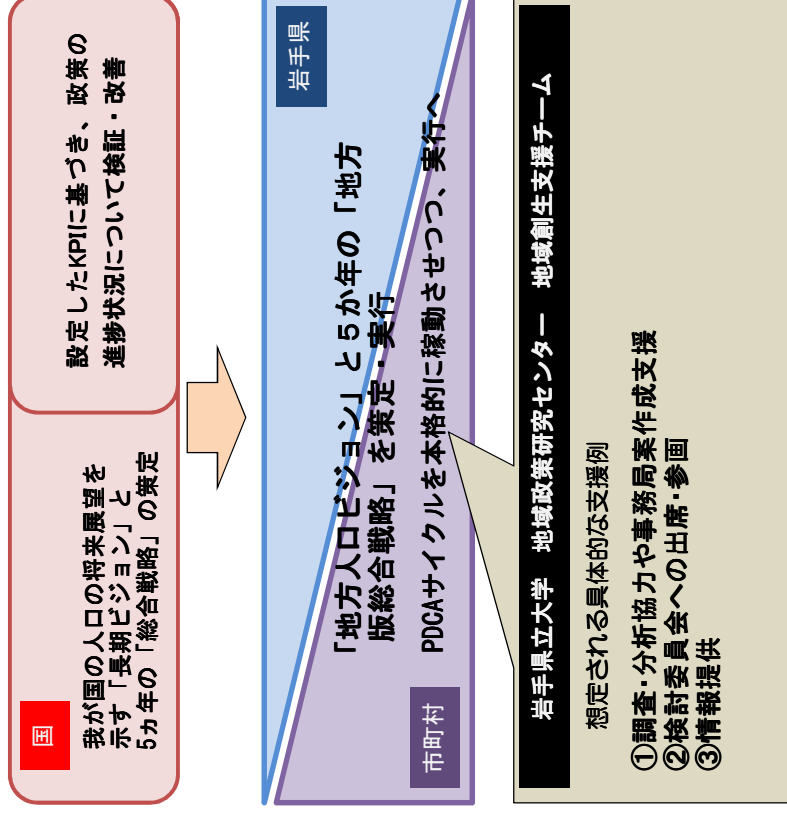 国
我が国の人口の将来展望を
示す「長期ビジョン」と
5ヵ年の「総合戦略」の策定
設定したKPIに基づき、政策の
進捗状況について検証・改善
岩手県
「地方人口ビジョン」と５か年の「地方
版総合戦略」を策定・実行
PDCAサイクルを本格的に稼動させつつ、実行へ
市町村
岩手県立大学　地域政策研究センター　地域創生支援チーム
想定される具体的な支援例
①調査・分析協力や事務局案作成支援
②検討委員会への出席・参画
③情報提供